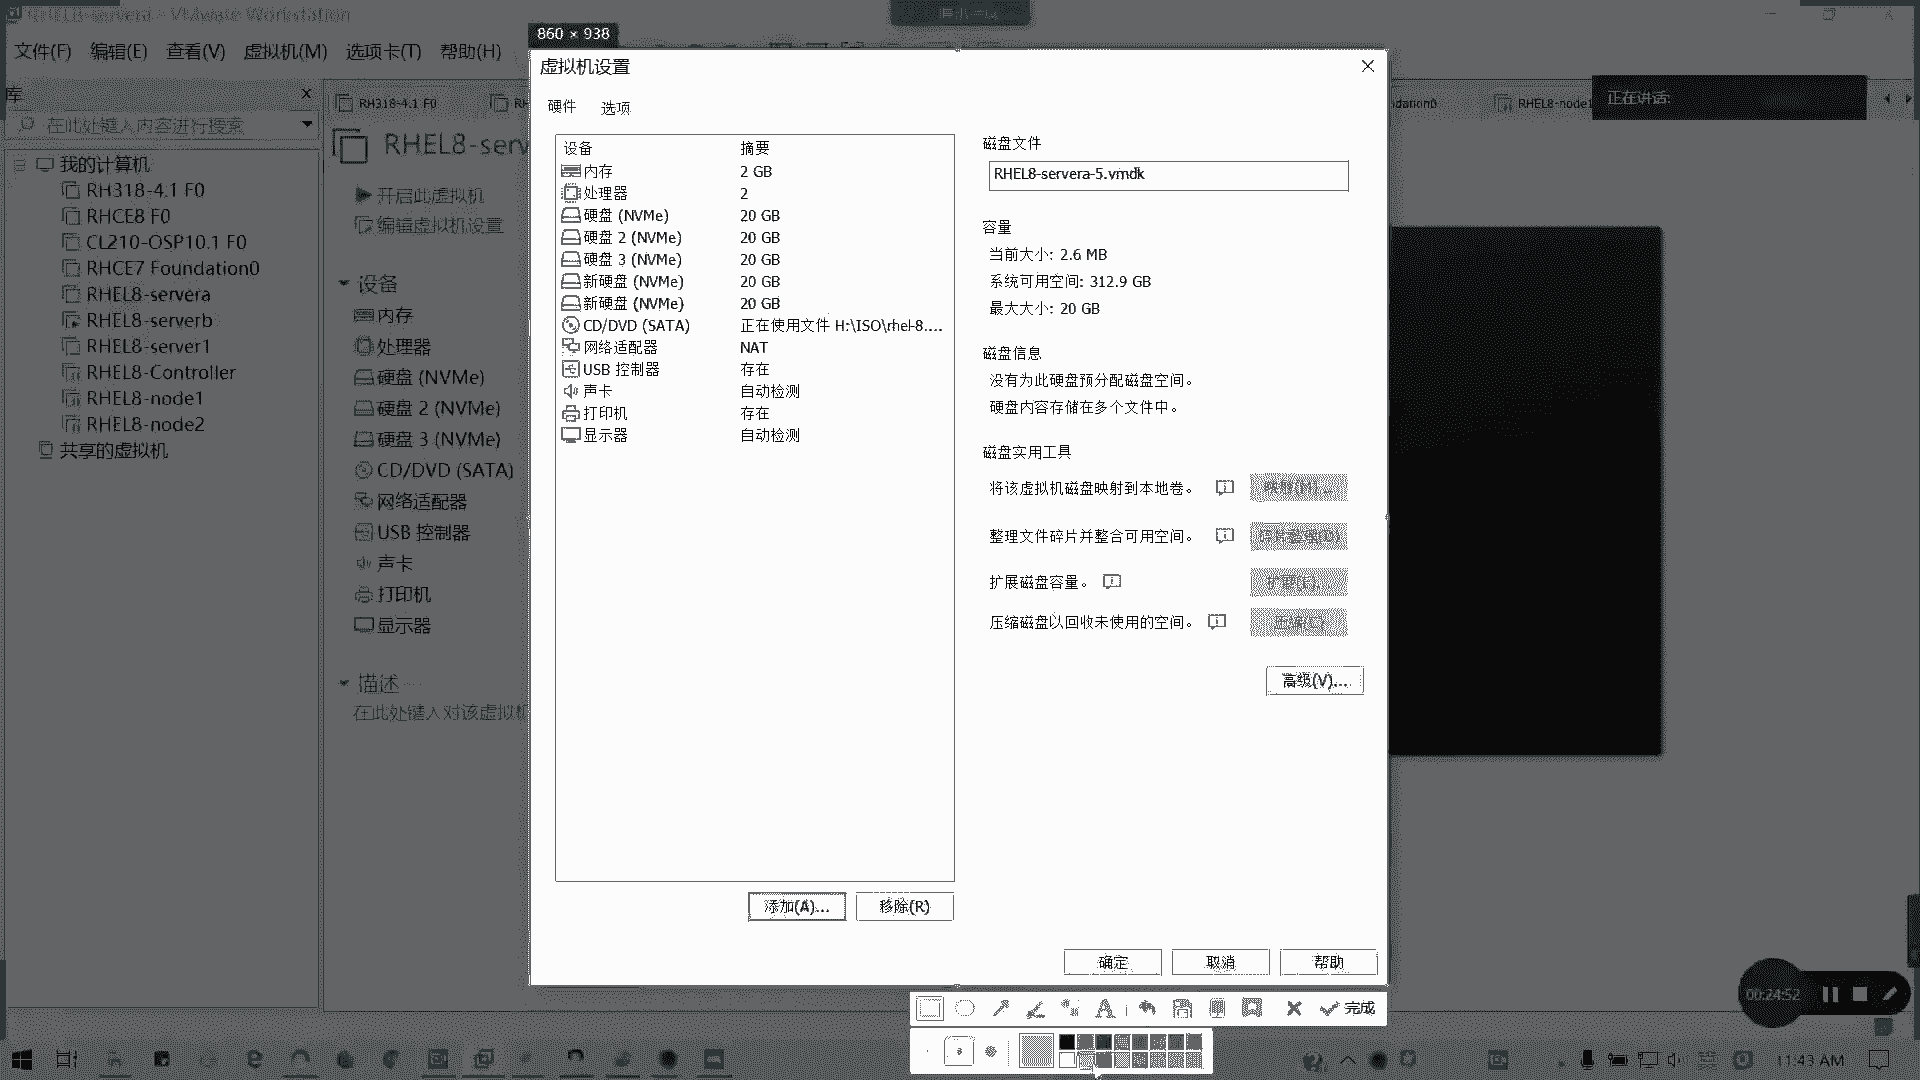 RHEL8-servera - VMware Workstation
860 × 938
文件(F) 编辑(E) 查看(V) 虚拟机(M) 选项卡(T) 帮助(H)
库
在此处键入内容进行搜索
我的计算机
RH318-4.1 F0
RHCE8 F0
CL210-OSP10.1 F0
RHCE7 Foundation0
RHEL8-servera
RHEL8-serverb
RHEL8-server1
RHEL8-Controller
RHEL8-node1
RHEL8-node2
共享的虚拟机
RH318-4.1 F0
RHEL8-node1
正在讲话:
RHEL8-serv
开启此虚拟机
编辑虚拟机设置
设备
内存
处理器
硬盘 (NVMe)
硬盘 2 (NVMe)
硬盘 3 (NVMe)
CD/DVD (SATA)
网络适配器
USB 控制器
声卡
打印机
显示器
描述
在此处键入对该虚拟机
虚拟机设置
硬件 选项
设备 摘要
内存 2 GB
处理器 2
硬盘 (NVMe) 20 GB
硬盘 2 (NVMe) 20 GB
硬盘 3 (NVMe) 20 GB
新硬盘 (NVMe) 20 GB
新硬盘 (NVMe) 20 GB
CD/DVD (SATA) 正在使用文件 H:\ISO\rhel-8....
网络适配器 NAT
USB 控制器 存在
声卡 自动检测
打印机 存在
显示器 自动检测
添加(A)... 移除(R)
磁盘文件
RHEL8-servera-5.vmdk
容量
当前大小: 2.6 MB
系统可用空间: 312.9 GB
最大大小: 20 GB
磁盘信息
没有为此硬盘预分配磁盘空间。
硬盘内容存储在多个文件中。
磁盘实用工具
将该虚拟机磁盘映射到本地卷。
整理文件碎片并整合可用空间。
扩展磁盘容量。
压缩磁盘以回收未使用的空间。
高级(V)...
确定 取消 帮助
完成
00:24:52
11:43 AM